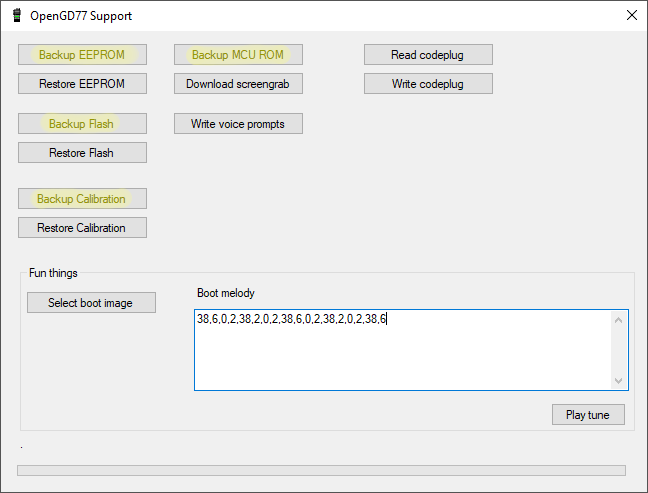 OpenGD77 Support
Backup EEPROM
Backup MCU ROM
Read codeplug
Restore EEPROM
Download screengrab
Write codeplug
Backup Flash
Write voice prompts
Restore Flash
Backup Calibration
Restore Calibration
Fun things
Select boot image
Boot melody
38,6,0,2,38,2,0,2,38,6,0,2,38,2,0,2,38,6
Play tune
.